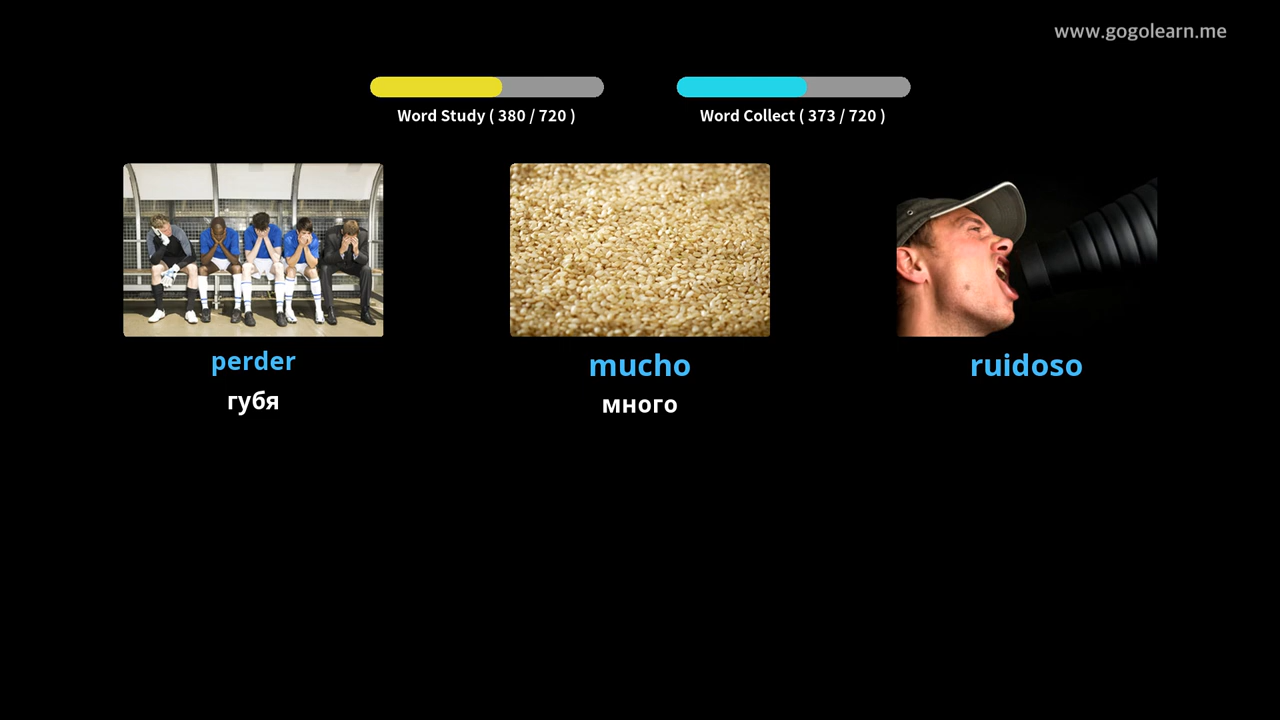 www.gogolearn.me
Word Study ( 380 / 720 )
Word Collect ( 373 / 720 )
perder
губя
mucho
много
ruidoso